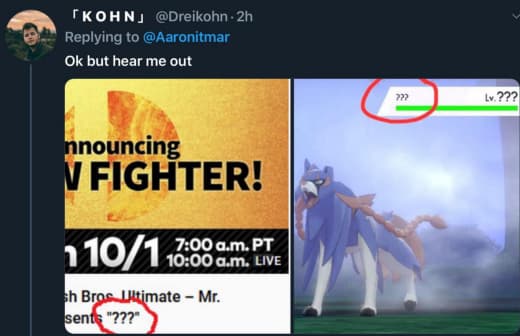 「 K O H N 」 @Dreikohn · 2h
Replying to @Aaronitmar
Ok but hear me out
nnouncing
FIGHTER!
10/1 7:00 a.m. PT
10:00 a.m. LIVE
sh Bros. Ultimate – Mr.
sents "???"
??? Lv. ???